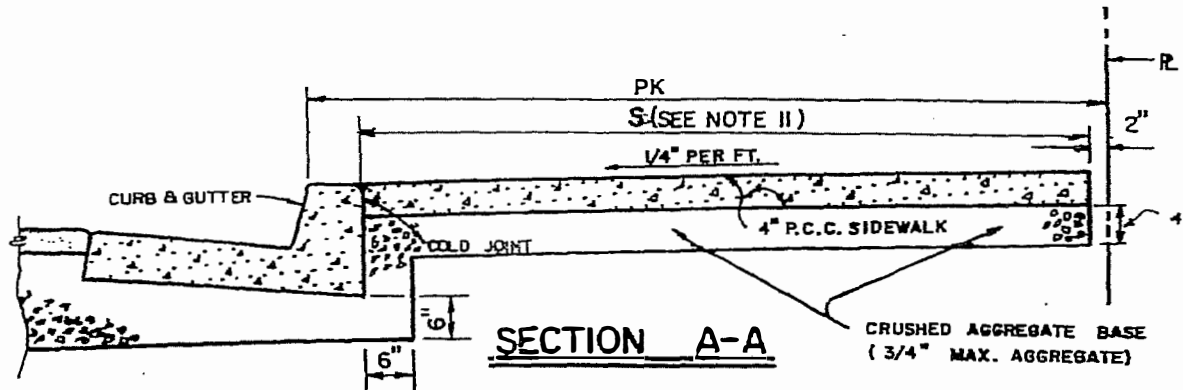 PK
PL
S (SEE NOTE 11)
2"
1/4" PER FT.
CURB & GUTTER
4" P.C.C. SIDEWALK
4
COLD JOINT
6"
6"
SECTION A-A
CRUSHED AGGREGATE BASE
(3/4" MAX. AGGREGATE)